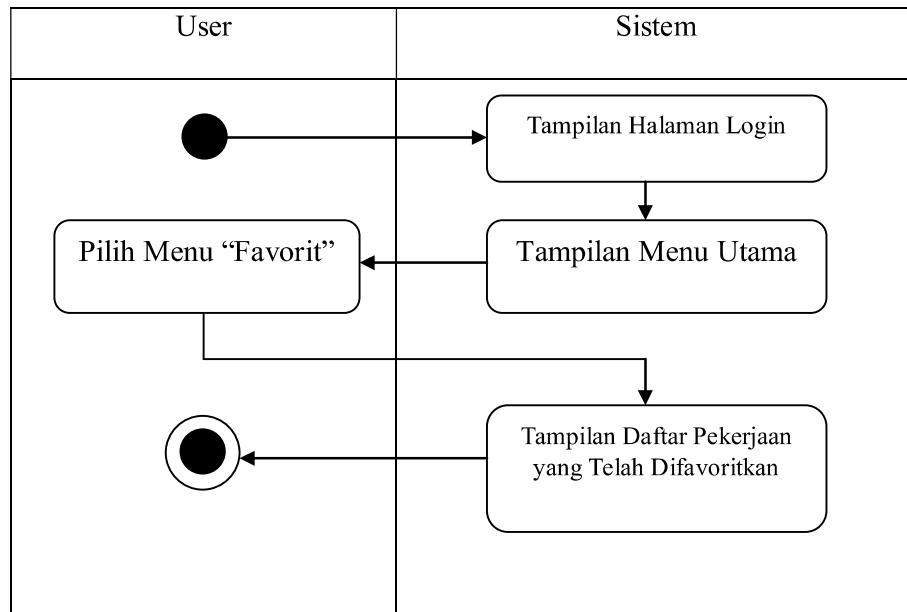 User
Sistem
Tampilan Halaman Login
Pilih Menu “Favorit”
Tampilan Menu Utama
Tampilan Daftar Pekerjaan
yang Telah Difavoritkan